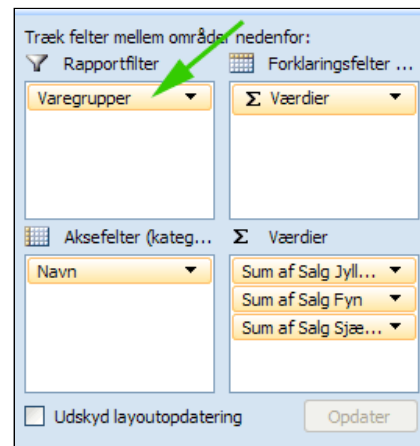 Træk felter mellem områder nedenfor:
Rapportfilter
Varegrupper
Forklaringsfelter ...
Σ Værdier
Aksefelter (kateg...
Navn
Σ Værdier
Sum af Salg Jyll...
Sum af Salg Fyn
Sum af Salg Sjæ...
Udskyd layoutopdatering
Opdater